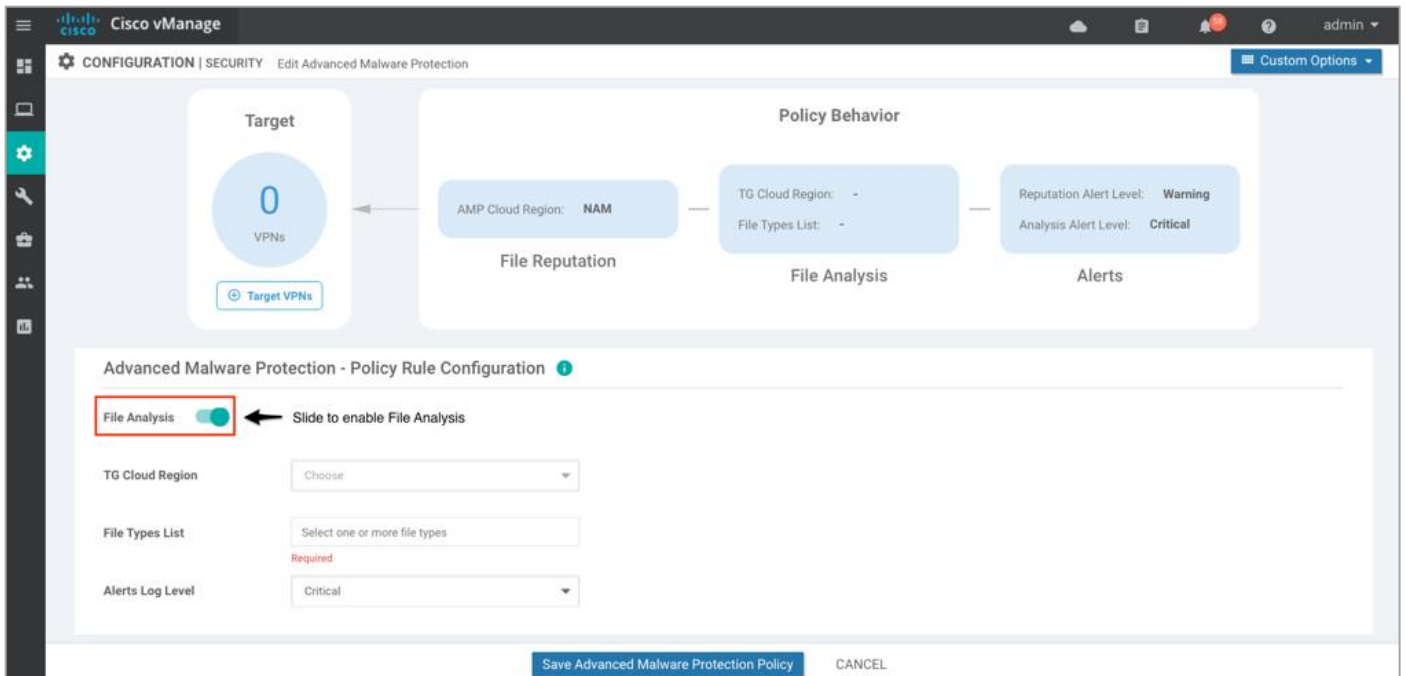 CISCO Cisco vManage admin
CONFIGURATION | SECURITY Edit Advanced Malware Protection Custom Options
Target
0
VPNs
Target VPNs
Policy Behavior
AMP Cloud Region: NAM
File Reputation
TG Cloud Region: -
File Types List: -
File Analysis
Reputation Alert Level: Warning
Analysis Alert Level: Critical
Alerts
Advanced Malware Protection - Policy Rule Configuration
File Analysis Slide to enable File Analysis
TG Cloud Region Choose
File Types List Select one or more file types
Required
Alerts Log Level Critical
Save Advanced Malware Protection Policy CANCEL